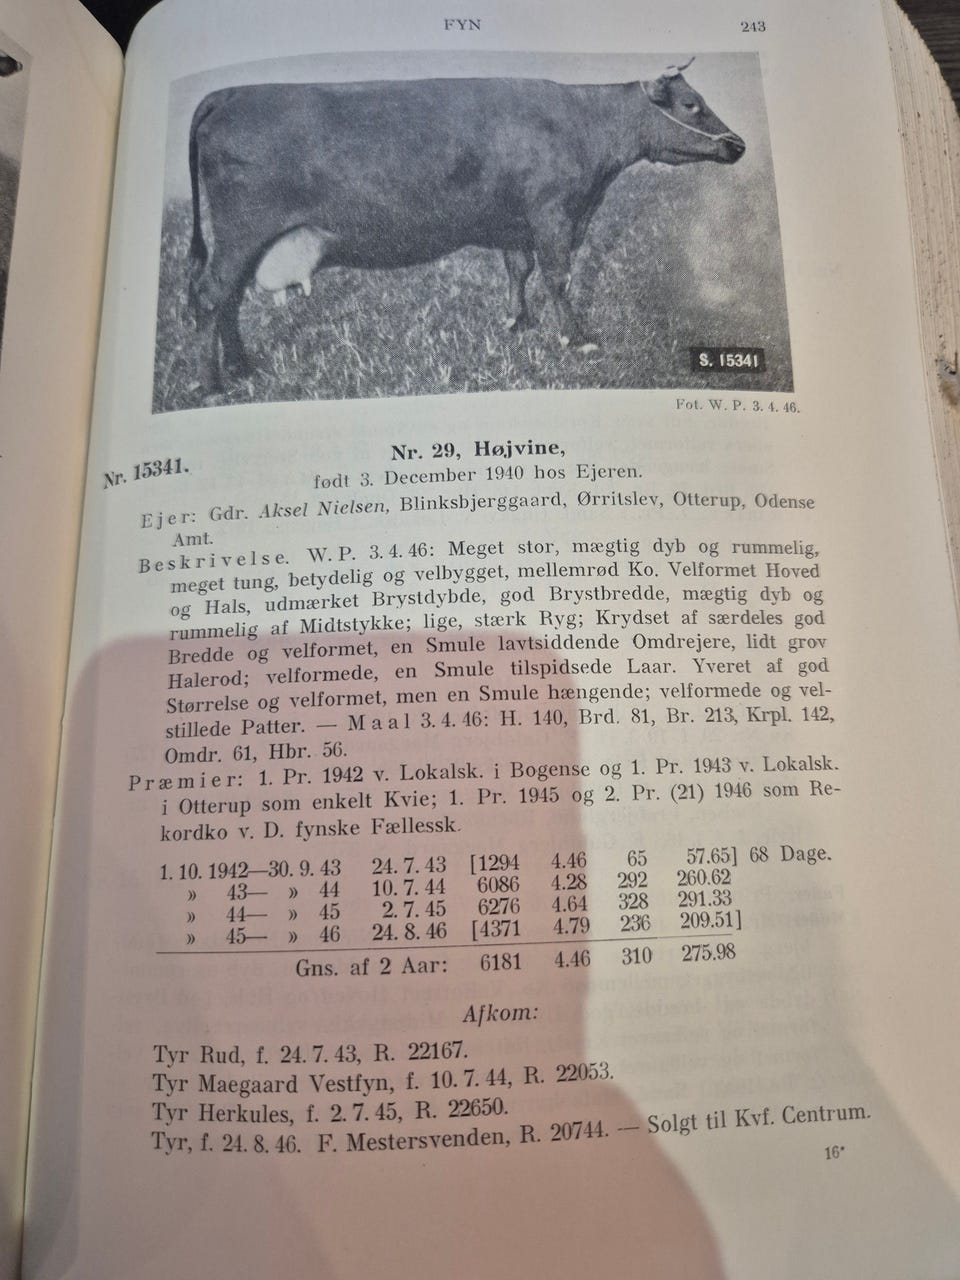 FYN
243
S. 15341
Fot. W. P. 3. 4. 46.
Nr. 15341.
Nr. 29, Højvine,
født 3. December 1940 hos Ejeren.
Ejer: Gdr. Aksel Nielsen, Blinksbjerggaard, Ørritslev, Otterup, Odense
Amt.
Beskrivelse. W. P. 3. 4. 46: Meget stor, mægtig dyb og rummelig,
meget tung, betydelig og velbygget, mellemrød Ko. Velformet Hoved
og Hals, udmærket Brystdybde, god Brystbredde, mægtig dyb og
rummelig af Midtstykke; lige, stærk Ryg; Krydset af særdeles god
Bredde og velformet, en Smule lavtsiddende Omdrejere, lidt grov
Halerod; velformede, en Smule tilspidsede Laar. Yveret af god
Størrelse og velformet, men en Smule hængende; velformede og vel-
stillede Patter. — Maal 3. 4. 46: H. 140, Brd. 81, Br. 213, Krpl. 142,
Omdr. 61, Hbr. 56.
Præmier: 1. Pr. 1942 v. Lokalsk. i Bogense og 1. Pr. 1943 v. Lokalsk.
i Otterup som enkelt Kvie; 1. Pr. 1945 og 2. Pr. (21) 1946 som Re-
kordko v. D. fynske Fællessk.
1. 10. 1942—30. 9. 43 24. 7. 43 [1294 4.46 65 57.65] 68 Dage.
» 43— » 44 10. 7. 44 6086 4.28 292 260.62
» 44— » 45 2. 7. 45 6276 4.64 328 291.33
» 45— » 46 24. 8. 46 [4371 4.79 236 209.51]
Gns. af 2 Aar: 6181 4.46 310 275.98
Afkom:
Tyr Rud, f. 24. 7. 43, R. 22167.
Tyr Maegaard Vestfyn, f. 10. 7. 44, R. 22053.
Tyr Herkules, f. 2. 7. 45, R. 22650.
Tyr, f. 24. 8. 46. F. Mestersvenden, R. 20744. — Solgt til Kvf. Centrum.
16*